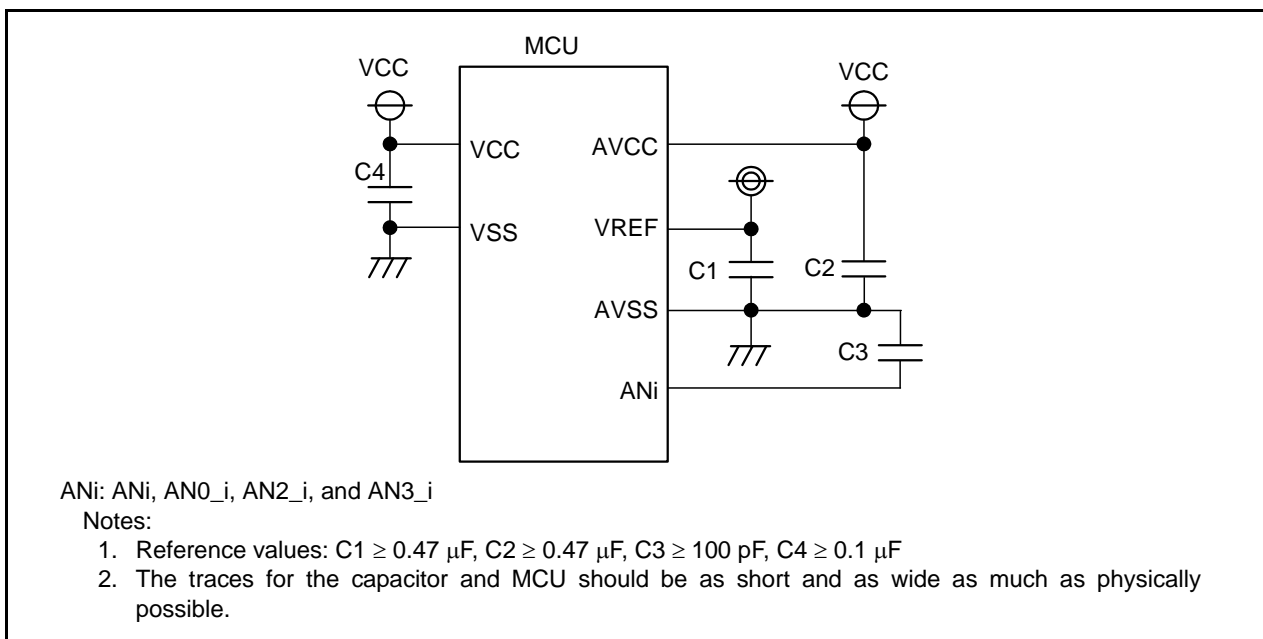 MCU
VCC
VCC
VCC
AVCC
C4
VSS
VREF
C1
C2
AVSS
C3
ANi
ANi: ANi, AN0_i, AN2_i, and AN3_i
Notes:
1. Reference values: C1 ≥ 0.47 μF, C2 ≥ 0.47 μF, C3 ≥ 100 pF, C4 ≥ 0.1 μF
2. The traces for the capacitor and MCU should be as short and as wide as much as physically
possible.